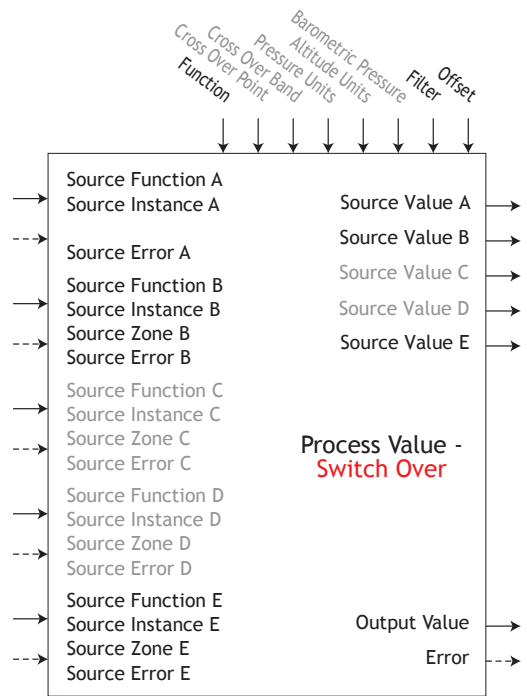 Function
Cross Over Point
Cross Over Band
Pressure Units
Altitude Units
Barometric Pressure
Filter
Offset
Source Function A
Source Instance A
Source Error A
Source Function B
Source Instance B
Source Zone B
Source Error B
Source Function C
Source Instance C
Source Zone C
Source Error C
Source Function D
Source Instance D
Source Zone D
Source Error D
Source Function E
Source Instance E
Source Zone E
Source Error E
Source Value A
Source Value B
Source Value C
Source Value D
Source Value E
Process Value -
Switch Over
Output Value
Error